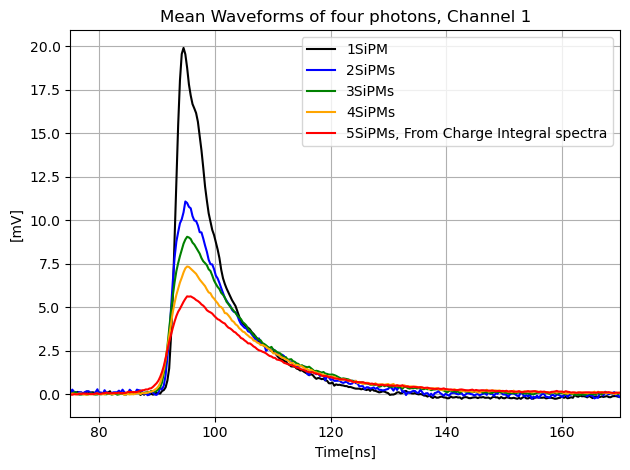 Mean Waveforms of four photons, Channel 1
20.0
17.5
15.0
12.5
10.0
7.5
5.0
2.5
0.0
[mV]
1SiPM
2SiPMs
3SiPMs
4SiPMs
5SiPMs, From Charge Integral spectra
80 100 120 140 160
Time[ns]